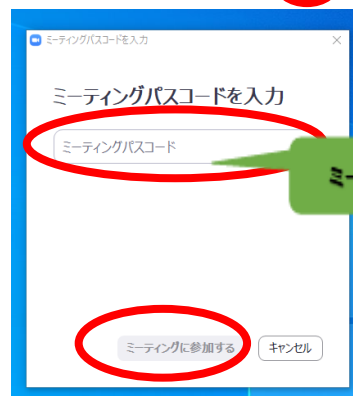 ミーティングパスコードを入力
ミーティングパスコードを入力
ミーティングパスコード
ミー
ミーティングに参加する
キャンセル